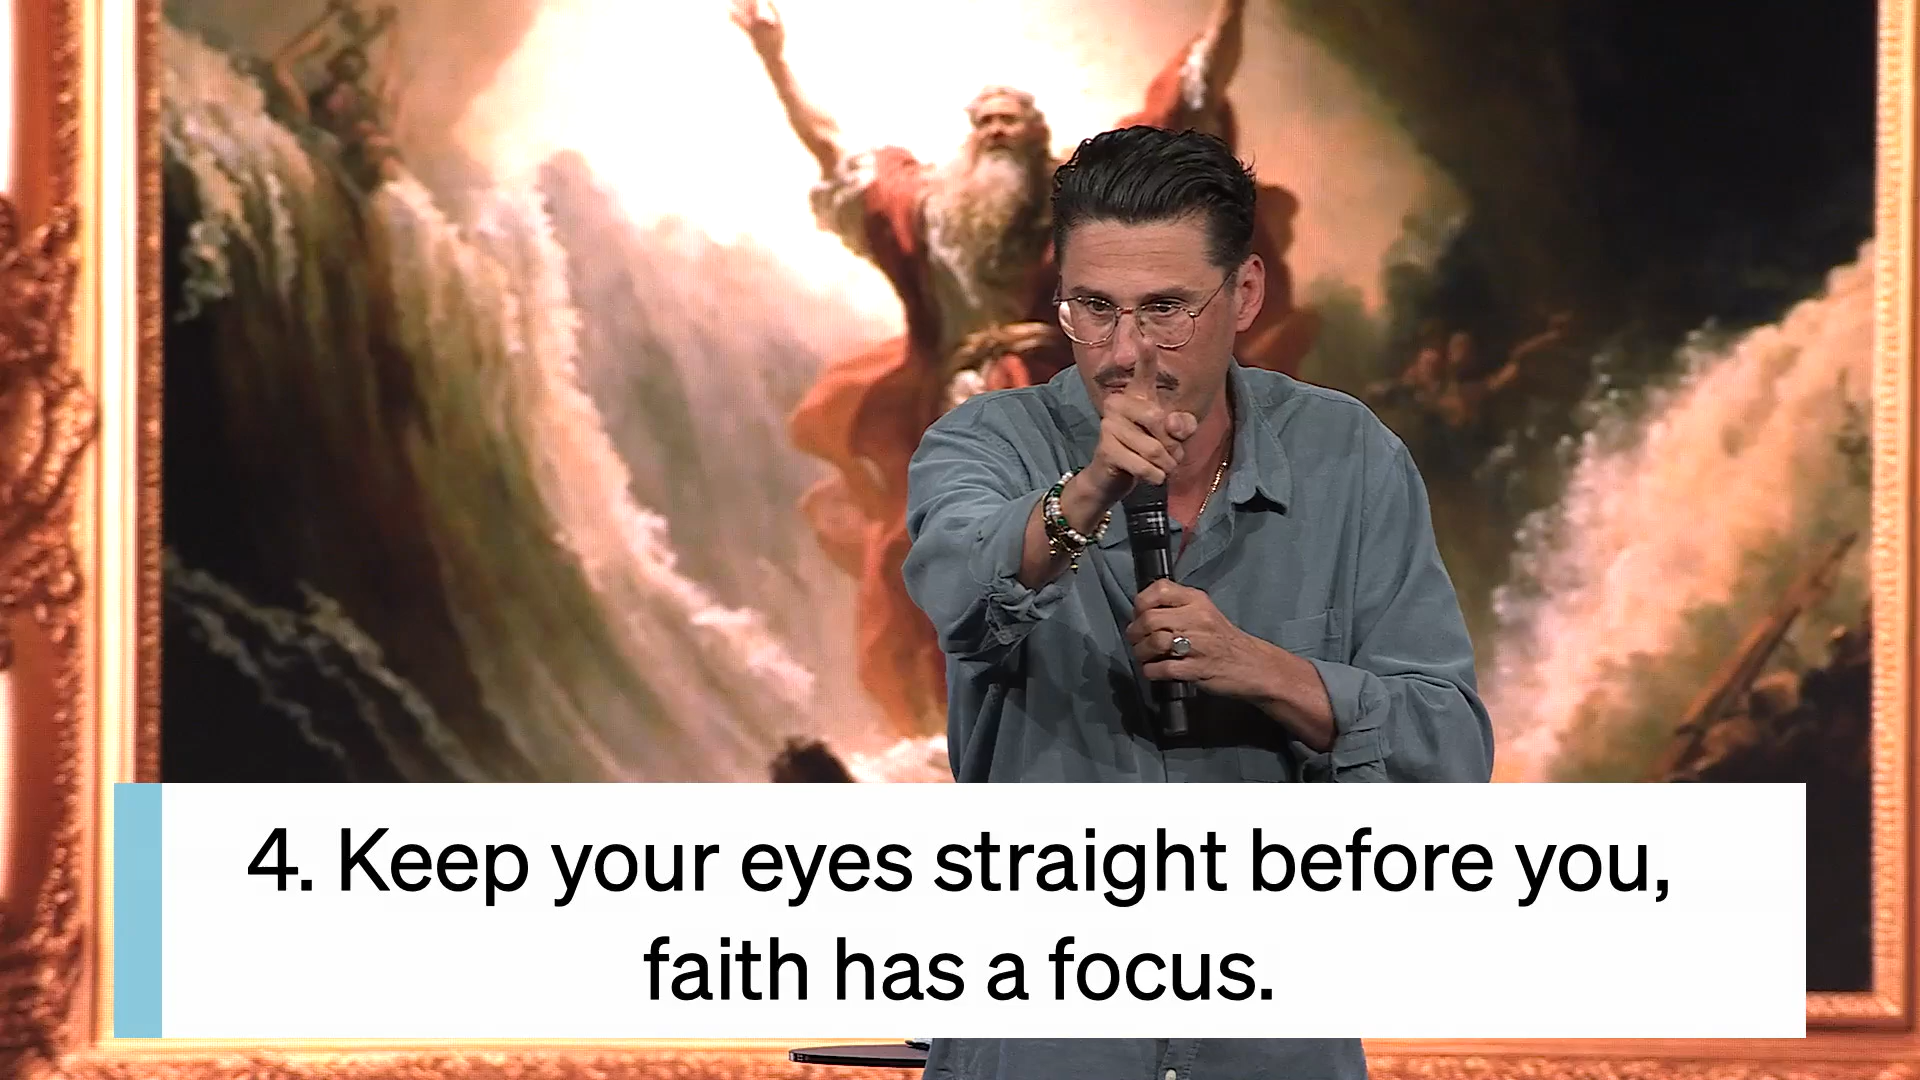 4. Keep your eyes straight before you,
faith has a focus.